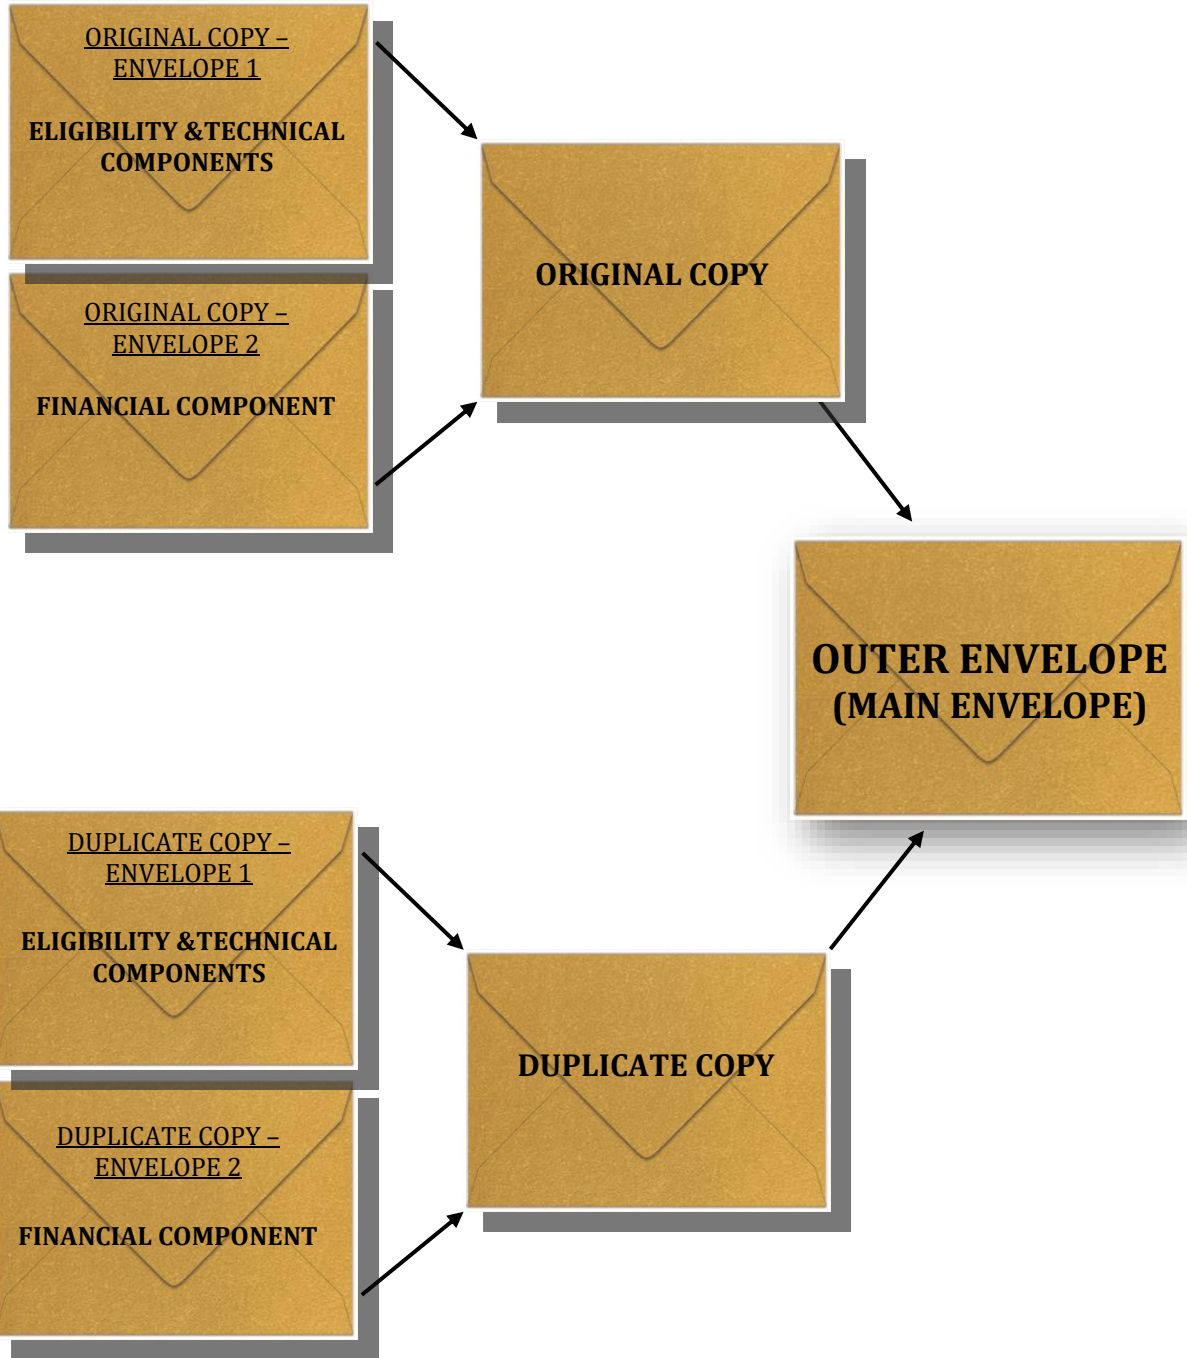 ORIGINAL COPY –
ENVELOPE 1
ELIGIBILITY &TECHNICAL
COMPONENTS
ORIGINAL COPY –
ENVELOPE 2
FINANCIAL COMPONENT
ORIGINAL COPY
OUTER ENVELOPE
(MAIN ENVELOPE)
DUPLICATE COPY –
ENVELOPE 1
ELIGIBILITY &TECHNICAL
COMPONENTS
DUPLICATE COPY –
ENVELOPE 2
FINANCIAL COMPONENT
DUPLICATE COPY